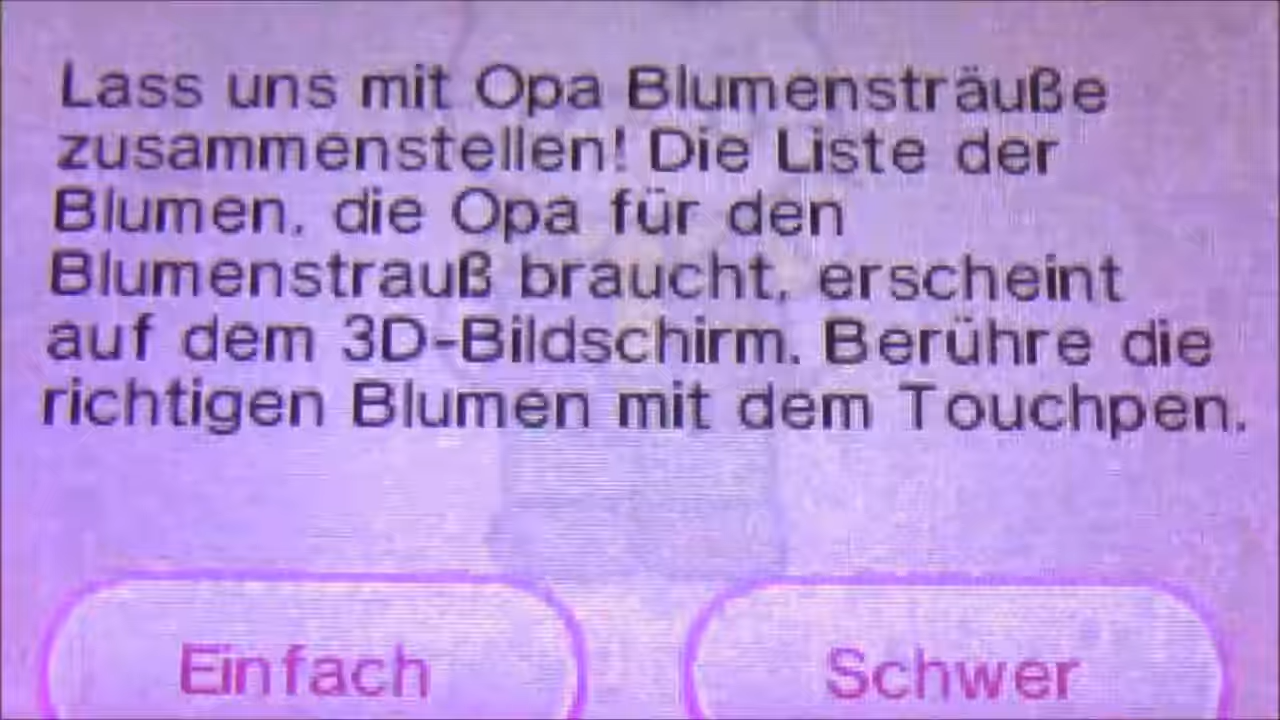 Lass uns mit Opa Blumensträuße
zusammenstellen! Die Liste der
Blumen, die Opa für den
Blumenstrauß braucht, erscheint
auf dem 3D-Bildschirm. Berühre die
richtigen Blumen mit dem Touchpen.
Einfach
Schwer